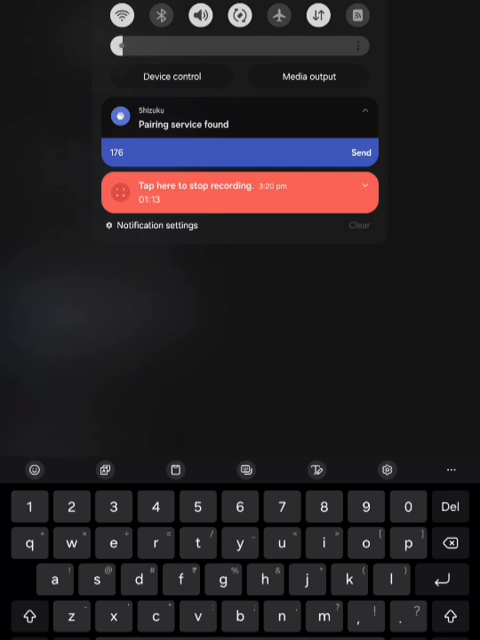 Device control Media output
Shizuku
Pairing service found
176 Send
Tap here to stop recording. 3:20 pm
01:13
Notification settings Clear
1 2 3 4 5 6 7 8 9 0 Del
q w e r t y u i o p
a s d f g h j k l
z x c v b n m , ! . ?